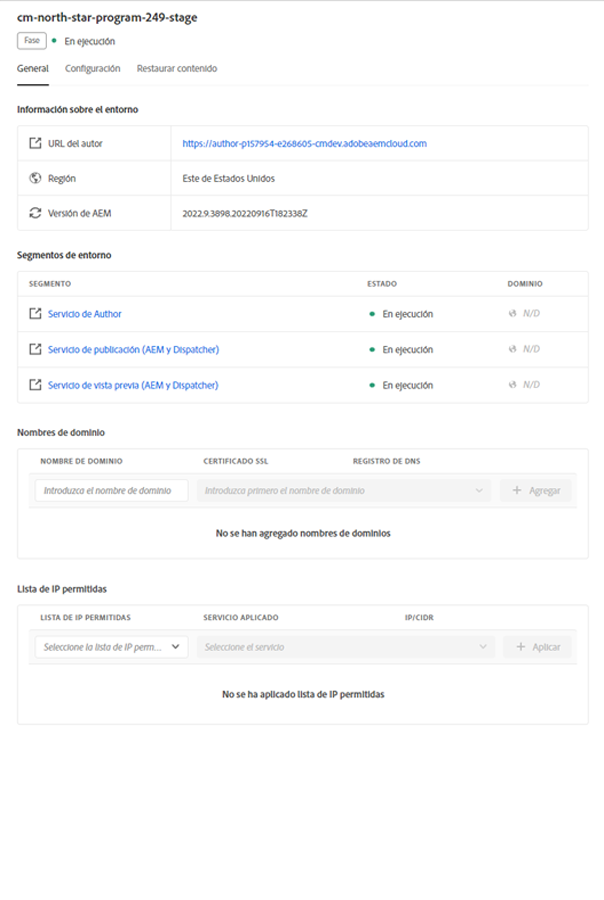 cm-north-star-program-249-stage
Fase En ejecución
General Configuración Restaurar contenido
Información sobre el entorno
URL del autor https://author-p157954-e268605-cmdev.adobeaemcloud.com
Región Este de Estados Unidos
Versión de AEM 2022.9.3898.20220916T182338Z
Segmentos de entorno
SEGMENTO ESTADO DOMINIO
Servicio de Author En ejecución N/D
Servicio de publicación (AEM y Dispatcher) En ejecución N/D
Servicio de vista previa (AEM y Dispatcher) En ejecución N/D
Nombres de dominio
NOMBRE DE DOMINIO CERTIFICADO SSL REGISTRO DE DNS
Introduzca el nombre de dominio Introduzca primero el nombre de dominio + Agregar
No se han agregado nombres de dominios
Lista de IP permitidas
LISTA DE IP PERMITIDAS SERVICIO APLICADO IP/CIDR
Seleccione la lista de IP perm... Seleccione el servicio + Aplicar
No se ha aplicado lista de IP permitidas